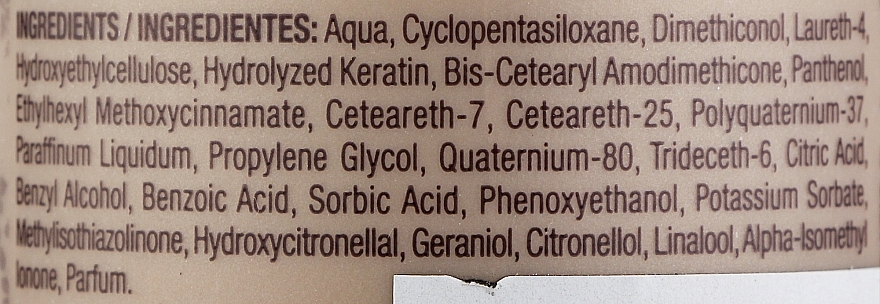 INGREDIENTS / INGREDIENTES: Aqua, Cyclopentasiloxane, Dimethiconol, Laureth-4,
Hydroxyethylcellulose, Hydrolyzed Keratin, Bis-Cetearyl Amodimethicone, Panthenol,
Ethylhexyl Methoxycinnamate, Ceteareth-7, Ceteareth-25, Polyquaternium-37,
Paraffinum Liquidum, Propylene Glycol, Quaternium-80, Trideceth-6, Citric Acid,
Benzyl Alcohol, Benzoic Acid, Sorbic Acid, Phenoxyethanol, Potassium Sorbate,
Methylisothiazolinone, Hydroxycitronellal, Geraniol, Citronellol, Linalool, Alpha-Isomethyl
Ionone, Parfum.